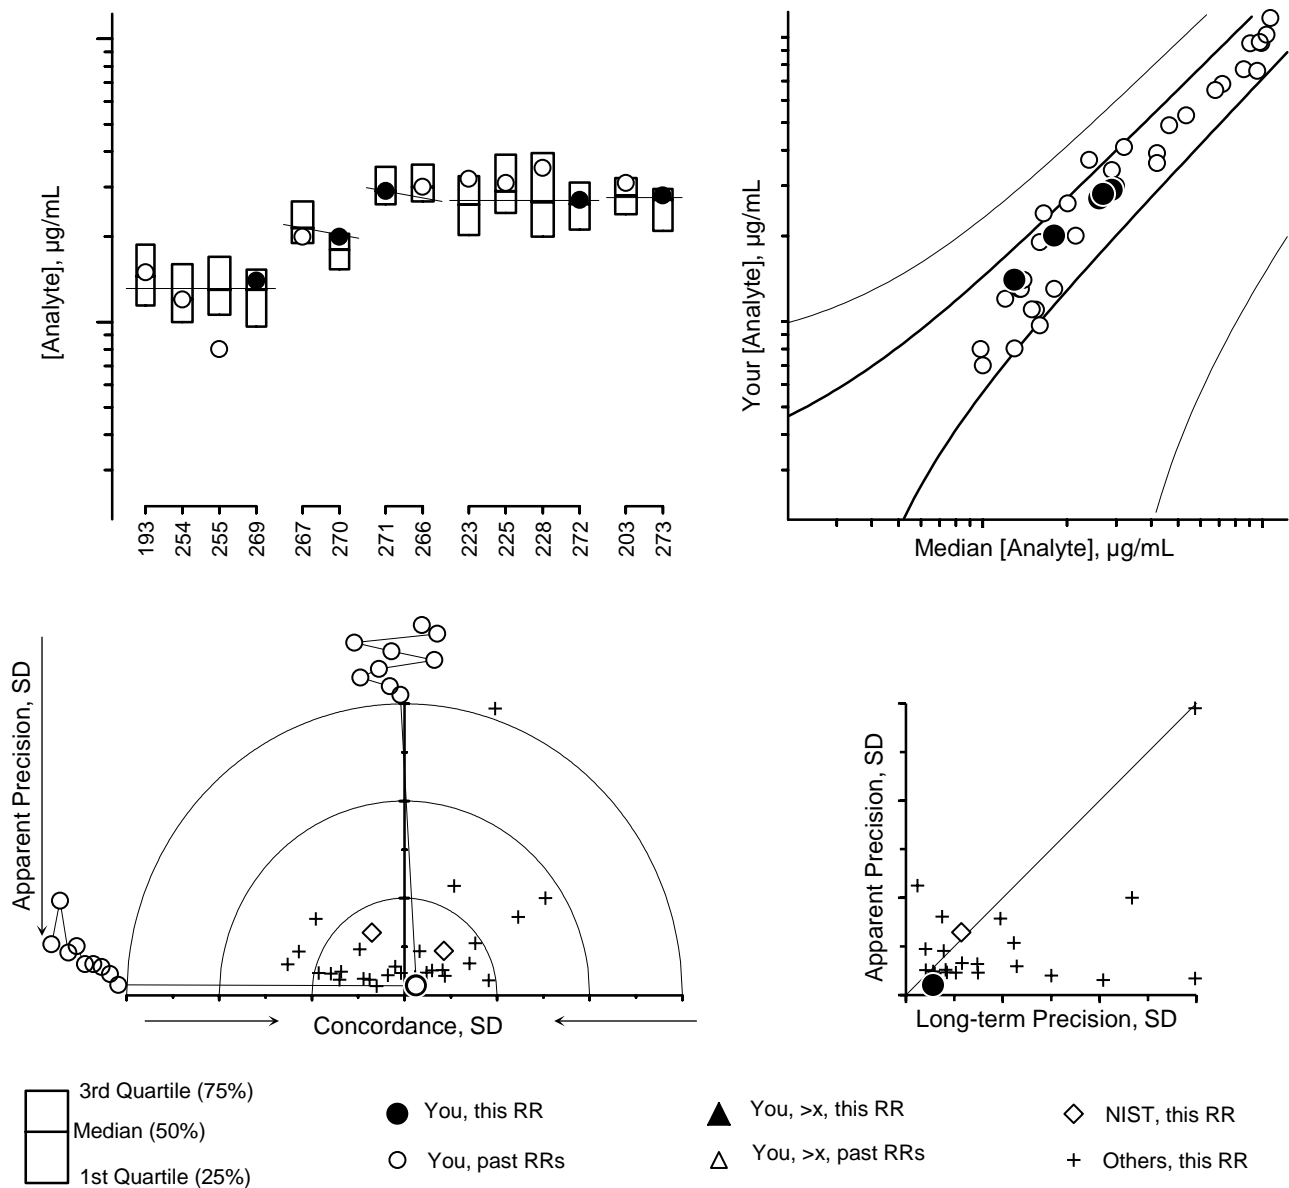 [Analyte], µg/mL
193
254
255
269
267
270
271
266
223
225
228
272
203
273
Your [Analyte], µg/mL
Median [Analyte], µg/mL
Apparent Precision, SD
Concordance, SD
Apparent Precision, SD
Long-term Precision, SD
3rd Quartile (75%)
Median (50%)
1st Quartile (25%)
You, this RR
You, past RRs
You, >x, this RR
You, >x, past RRs
NIST, this RR
Others, this RR